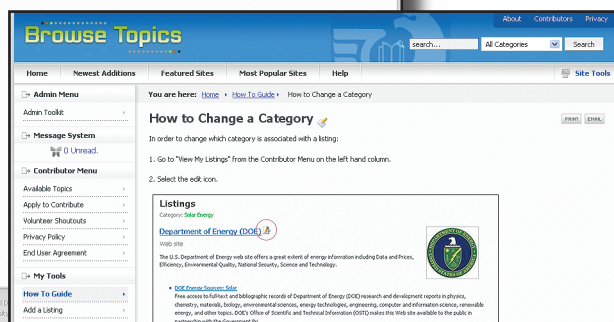 About Contributors Privacy
Browse Topics
search... All Categories Search
Home Newest Additions Featured Sites Most Popular Sites Help Site Tools
Admin Menu
Admin Toolkit
Message System
0 Unread.
Contributor Menu
Available Topics
Apply to Contribute
Volunteer Shoutouts
Privacy Policy
End User Agreement
My Tools
How To Guide
Add a Listing
You are here: Home How To Guide How to Change a Category
How to Change a Category
PRINT EMAIL
In order to change which category is associated with a listing:
1. Go to "View My Listings" from the Contributor Menu on the left hand column.
2. Select the edit icon.
Listings
Category: Solar Energy
Department of Energy (DOE)
Web site
The U.S. Department of Energy web site offers a great extent of energy information including Data and Prices,
Efficiency, Environmental Quality, National Security, Science and Technology.
DOE Energy Sources: Solar
Free access to full-text and bibliographic records of Department of Energy (DOE) research and development reports in physics,
chemistry, materials, biology, environmental sciences, energy technologies, engineering, computer and information science, renewable
energy, and other topics. DOE's Office of Scientific and Technical Information (OSTI) makes this Web site available to the public in
partnership with the Government